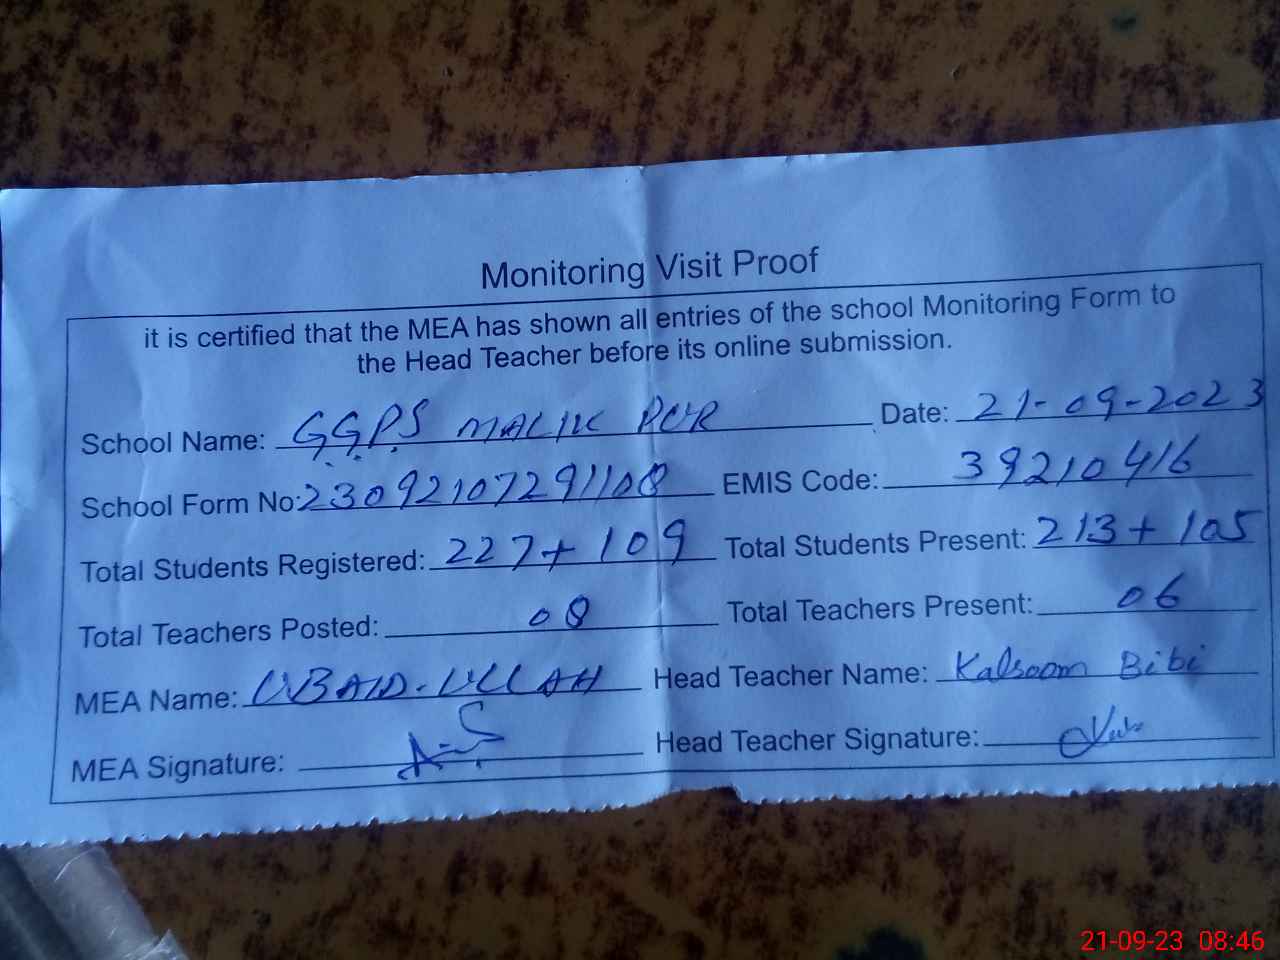 Monitoring Visit Proof
it is certified that the MEA has shown all entries of the school Monitoring Form to
the Head Teacher before its online submission.
School Name: GGPS MALIK PUR Date: 21-09-2023
School Form No: 23092107291108 EMIS Code: 39210416
Total Students Registered: 227+109 Total Students Present: 213+105
Total Teachers Posted: 08 Total Teachers Present: 06
MEA Name: UBAID-ULLAH Head Teacher Name: Kalsoom Bibi
MEA Signature: Head Teacher Signature:
21-09-23 08:46